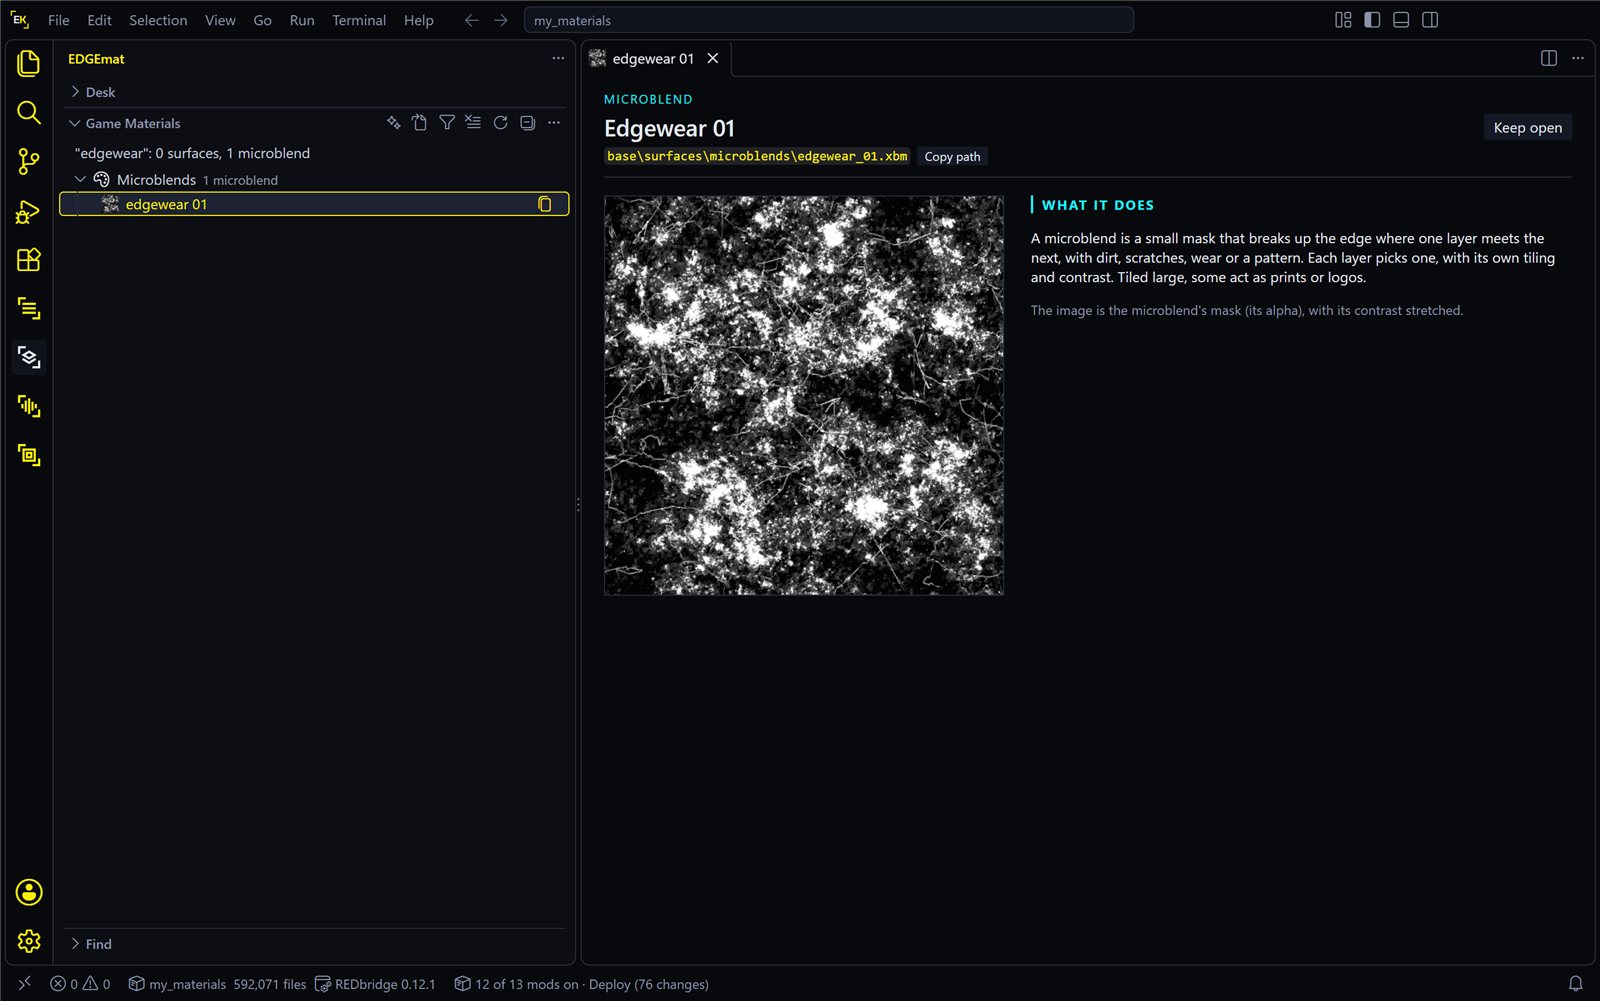 EK File Edit Selection View Go Run Terminal Help my_materials
EDGEmat
Desk
Game Materials
"edgewear": 0 surfaces, 1 microblend
Microblends 1 microblend
edgewear 01
Find
edgewear 01
MICROBLEND
Edgewear 01
Keep open
base\surfaces\microblends\edgewear_01.xbm Copy path
WHAT IT DOES
A microblend is a small mask that breaks up the edge where one layer meets the
next, with dirt, scratches, wear or a pattern. Each layer picks one, with its own tiling
and contrast. Tiled large, some act as prints or logos.
The image is the microblend's mask (its alpha), with its contrast stretched.
0 0 my_materials 592,071 files REDbridge 0.12.1 12 of 13 mods on · Deploy (76 changes)